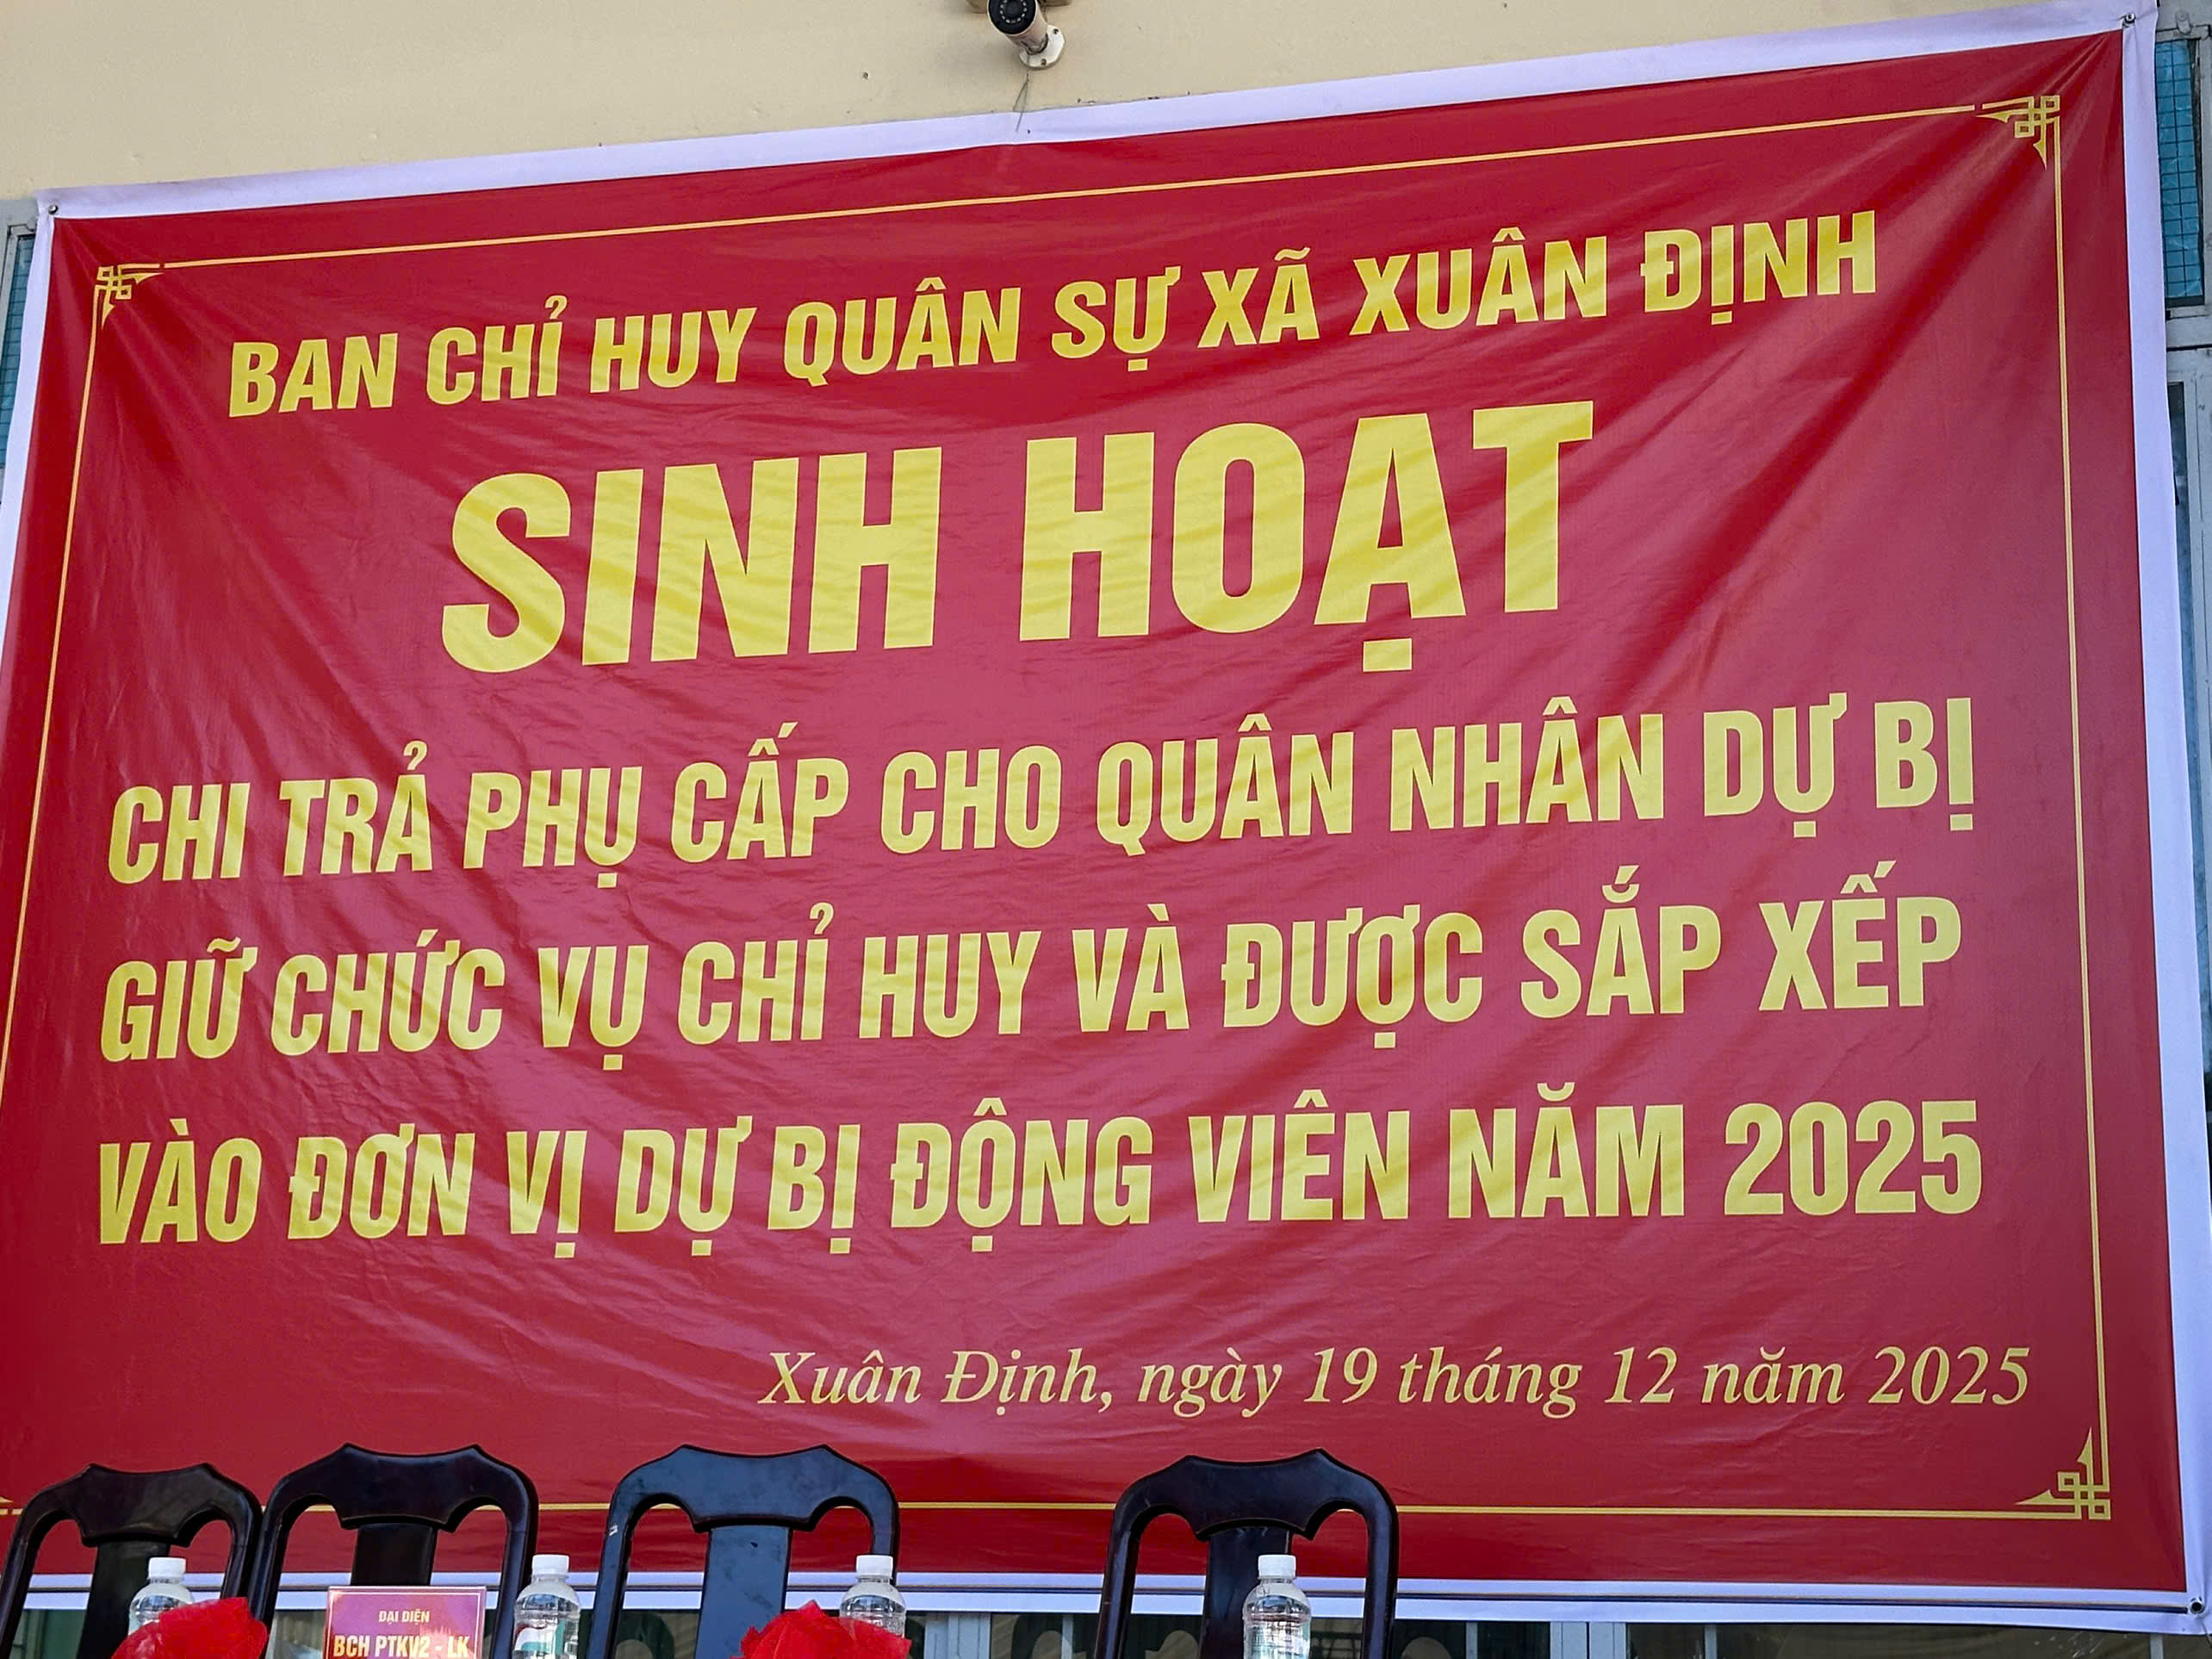 BAN CHỈ HUY QUÂN SỰ XÃ XUÂN ĐỊNH
SINH HOẠT
CHI TRẢ PHỤ CẤP CHO QUÂN NHÂN DỰ BỊ
GIỮ CHỨC VỤ CHỈ HUY VÀ ĐƯỢC SẮP XẾP
VÀO ĐƠN VỊ DỰ BỊ ĐỘNG VIÊN NĂM 2025
Xuân Định, ngày 19 tháng 12 năm 2025
ĐẠI DIỆN
BCH PTKV2 - LK